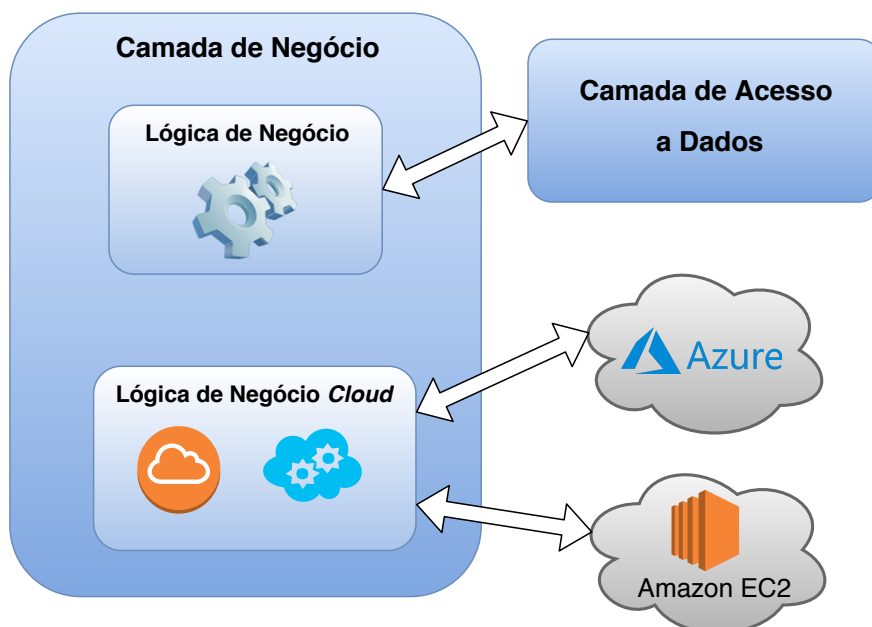 Camada de Negócio
Lógica de Negócio
Camada de Acesso
a Dados
Lógica de Negócio Cloud
Azure
Amazon EC2